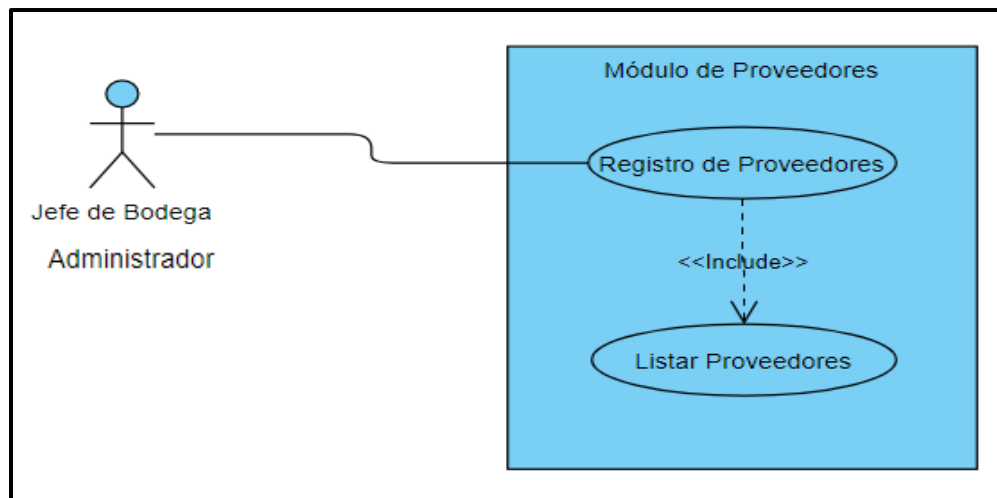 Módulo de Proveedores
Registro de Proveedores
Jefe de Bodega
Administrador
<<Include>>
Listar Proveedores